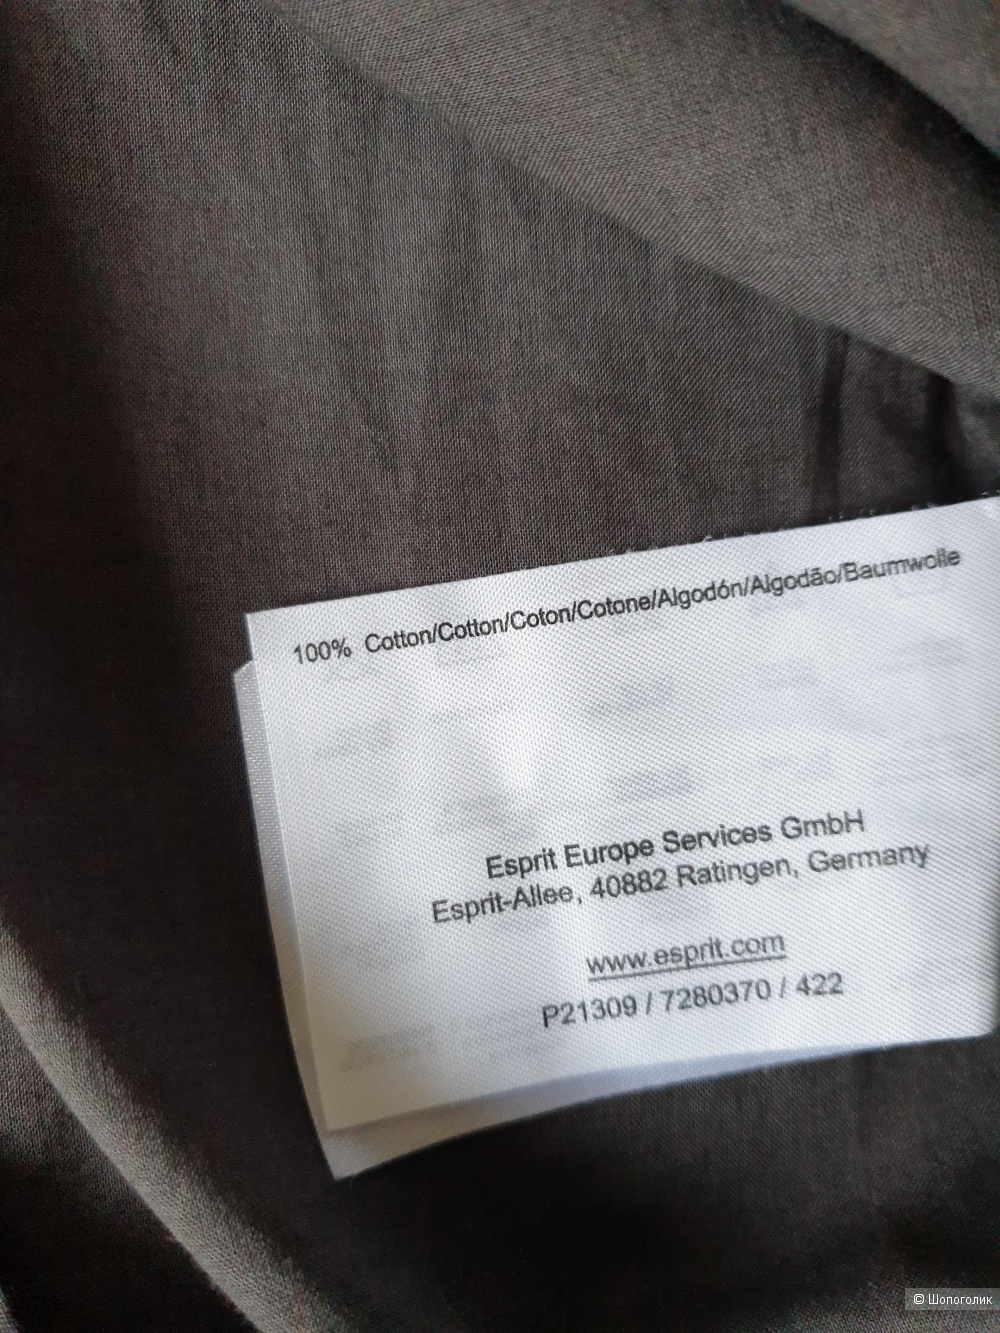 100% Cotton/Cotton/Coton/Cotone/Algodón/Algodão/Baumwolle
Esprit Europe Services GmbH
Esprit-Allee, 40882 Ratingen, Germany
www.esprit.com
P21309 / 7280370 / 422
© Шопоголик